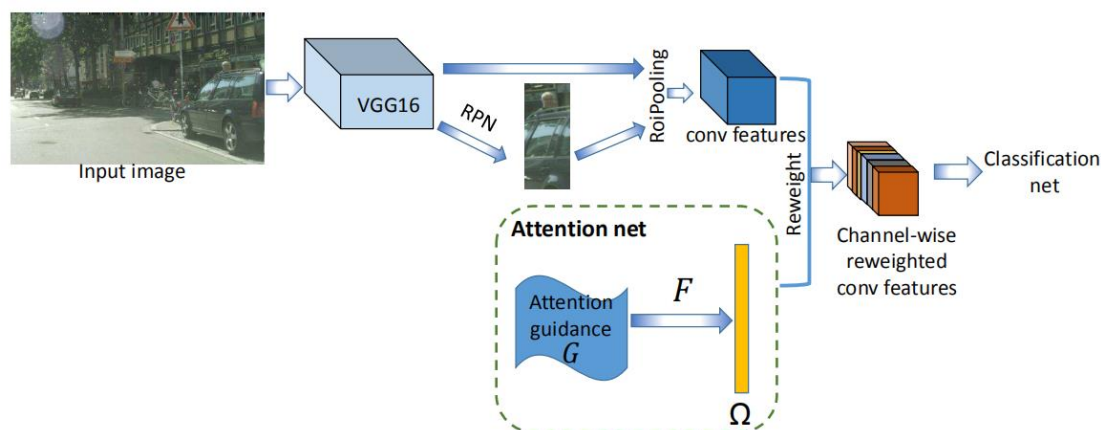 Input image
VGG16
RPN
RoiPooling
conv features
Reweight
Classification
net
Channel-wise
reweighted
conv features
Attention net
Attention
guidance
G
F
Ω